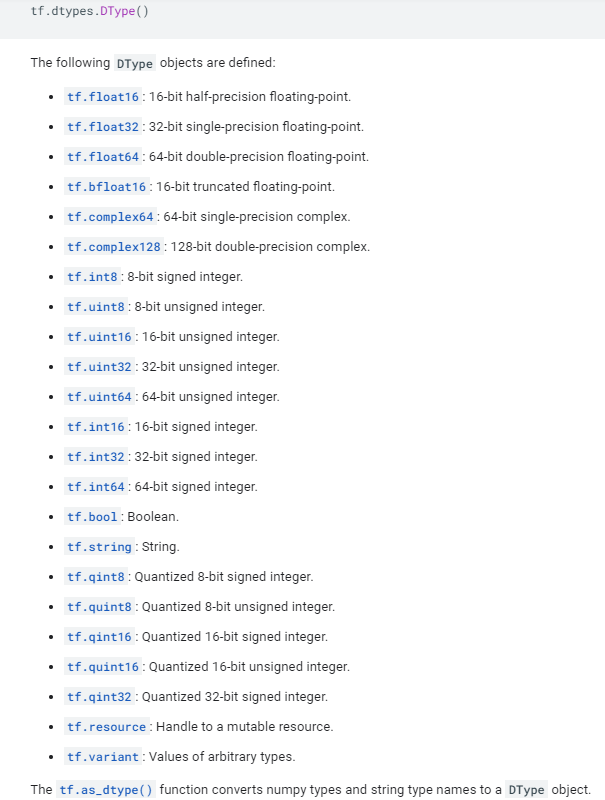 tf.dtypes.DType()
The following DType objects are defined:
• tf.float16: 16-bit half-precision floating-point.
• tf.float32: 32-bit single-precision floating-point.
• tf.float64: 64-bit double-precision floating-point.
• tf.bfloat16: 16-bit truncated floating-point.
• tf.complex64: 64-bit single-precision complex.
• tf.complex128: 128-bit double-precision complex.
• tf.int8: 8-bit signed integer.
• tf.uint8: 8-bit unsigned integer.
• tf.uint16: 16-bit unsigned integer.
• tf.uint32: 32-bit unsigned integer.
• tf.uint64: 64-bit unsigned integer.
• tf.int16: 16-bit signed integer.
• tf.int32: 32-bit signed integer.
• tf.int64: 64-bit signed integer.
• tf.bool: Boolean.
• tf.string: String.
• tf.qint8: Quantized 8-bit signed integer.
• tf.quint8: Quantized 8-bit unsigned integer.
• tf.qint16: Quantized 16-bit signed integer.
• tf.quint16: Quantized 16-bit unsigned integer.
• tf.qint32: Quantized 32-bit signed integer.
• tf.resource: Handle to a mutable resource.
• tf.variant: Values of arbitrary types.
The tf.as_dtype() function converts numpy types and string type names to a DType object.